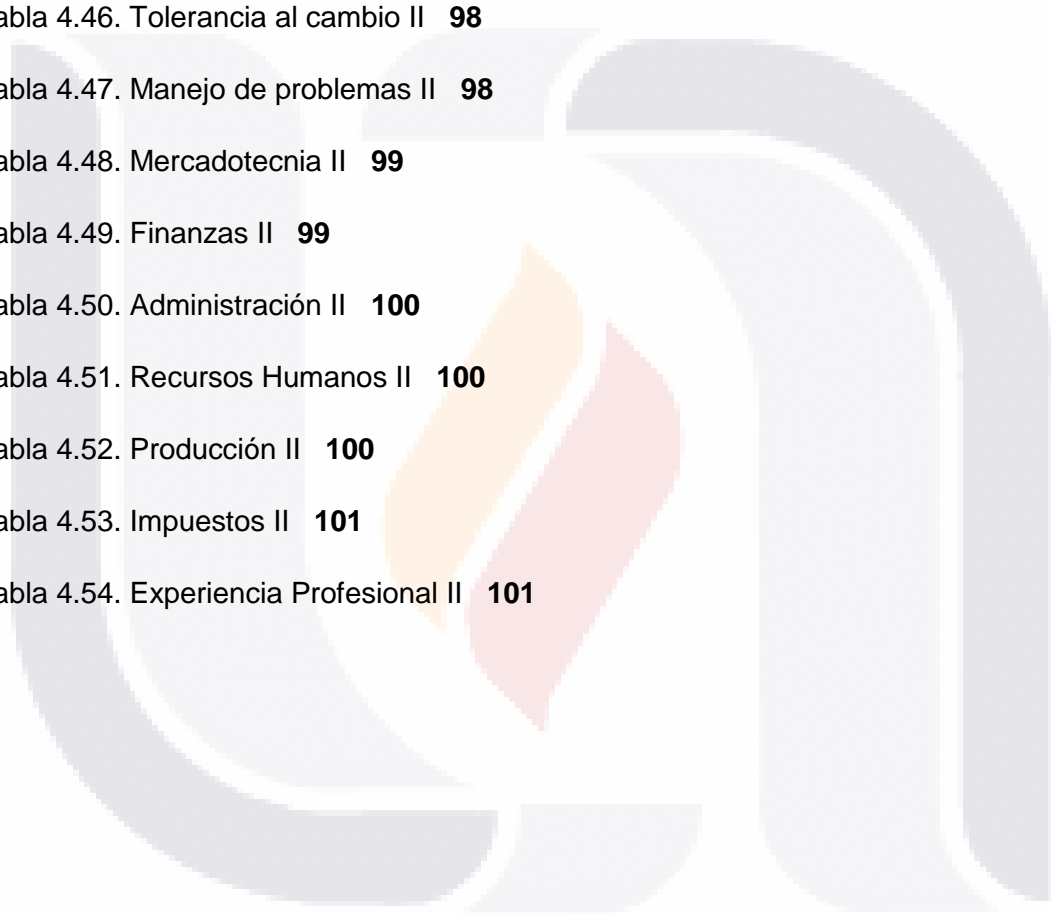 abla 4.46. Tolerancia al cambio II 98
abla 4.47. Manejo de problemas II 98
abla 4.48. Mercadotecnia II 99
abla 4.49. Finanzas II 99
abla 4.50. Administración II 100
abla 4.51. Recursos Humanos II 100
abla 4.52. Producción II 100
abla 4.53. Impuestos II 101
abla 4.54. Experiencia Profesional II 101